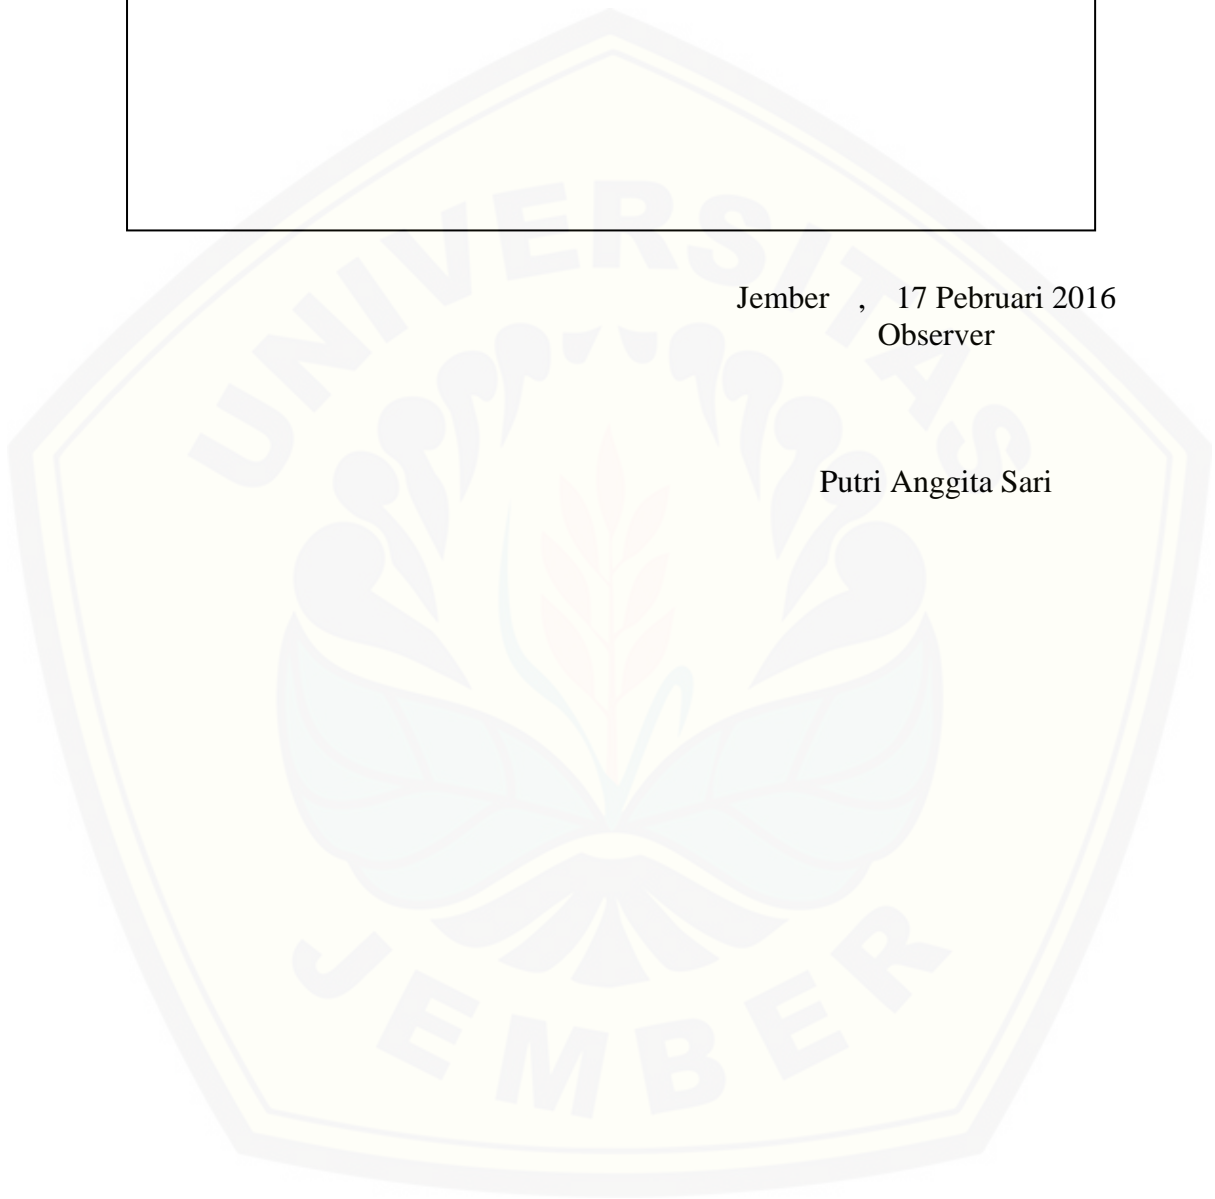 UNIVERSITAS
Jember , 17 Pebruari 2016
Observer
Putri Anggita Sari
JEMBER